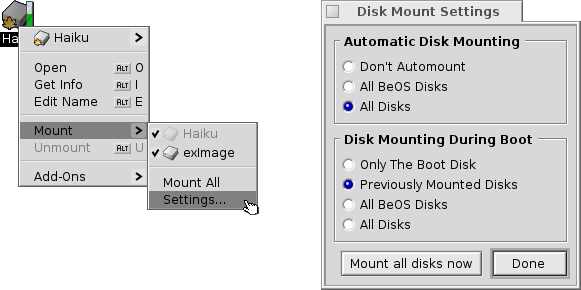 Ha
Haiku
Open ALT O
Get Info ALT I
Edit Name ALT E
Mount
Unmount ALT U
Add-Ons
Haiku
exImage
Mount All
Settings...
Disk Mount Settings
Automatic Disk Mounting
Don't Automount
All BeOS Disks
All Disks
Disk Mounting During Boot
Only The Boot Disk
Previously Mounted Disks
All BeOS Disks
All Disks
Mount all disks now Done